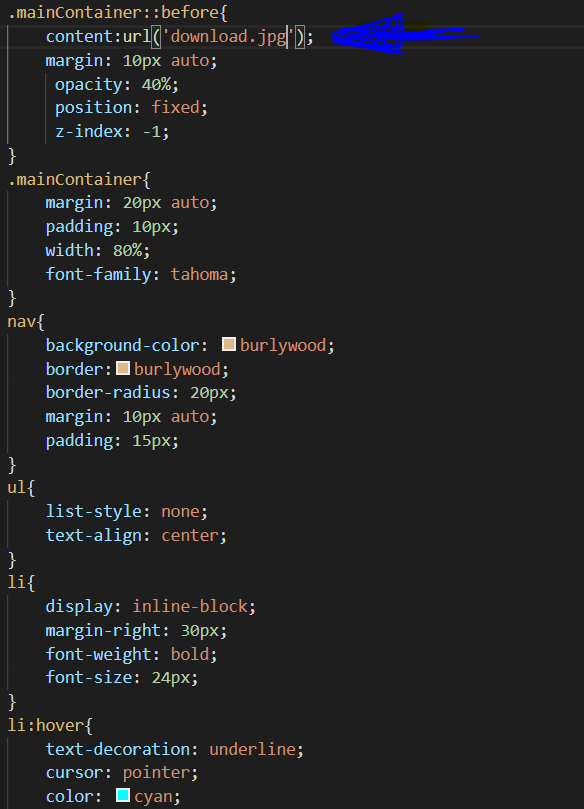 .mainContainer::before{
content:url('download.jpg');
margin: 10px auto;
opacity: 40%;
position: fixed;
z-index: -1;
}
.mainContainer{
margin: 20px auto;
padding: 10px;
width: 80%;
font-family: tahoma;
}
nav{
background-color: burlywood;
border: burlywood;
border-radius: 20px;
margin: 10px auto;
padding: 15px;
}
ul{
list-style: none;
text-align: center;
}
li{
display: inline-block;
margin-right: 30px;
font-weight: bold;
font-size: 24px;
}
li:hover{
text-decoration: underline;
cursor: pointer;
color: cyan;